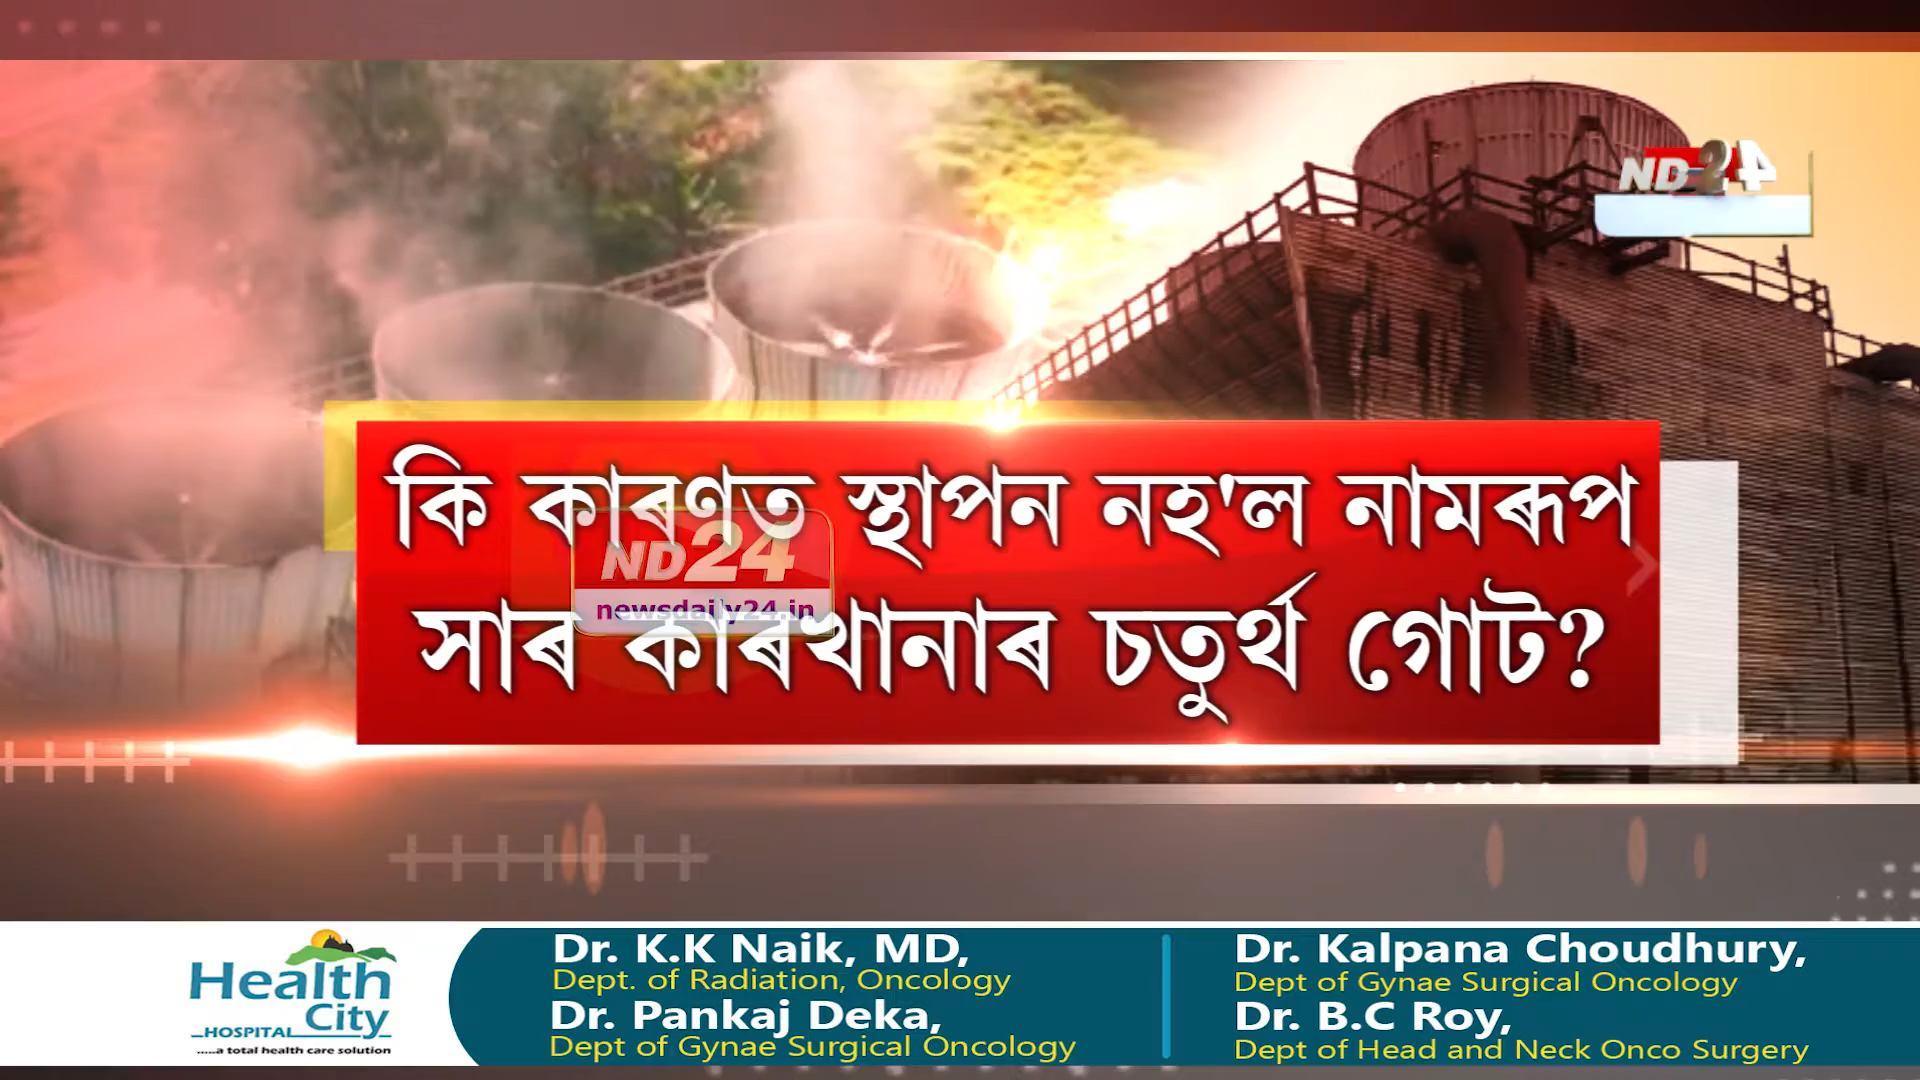 ND24
কি কাৰণত স্থাপন নহ'ল নামৰূপ
ND24
newsdaily24.in
সাৰ কাৰখানাৰ চতুৰ্থ গোট?
Health City
HOSPITAL
.....a total health care solution
Dr. K.K Naik, MD,
Dept. of Radiation, Oncology
Dr. Pankaj Deka,
Dept of Gynae Surgical Oncology
Dr. Kalpana Choudhury,
Dept of Gynae Surgical Oncology
Dr. B.C Roy,
Dept of Head and Neck Onco Surgery